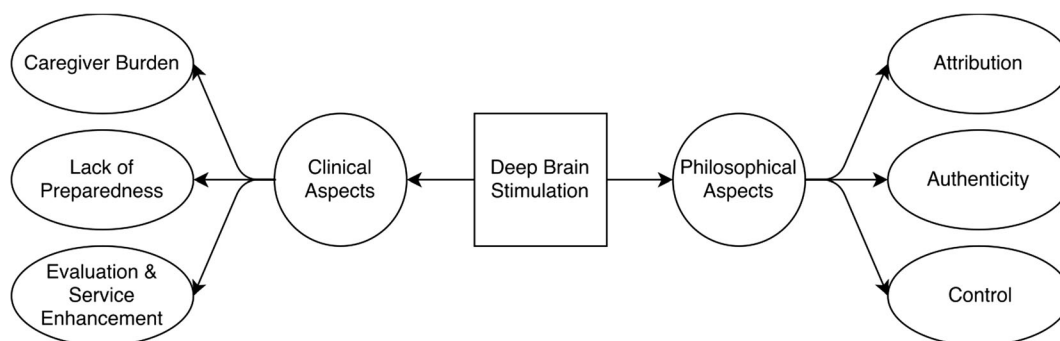 Caregiver Burden
Lack of
Preparedness
Evaluation &
Service
Enhancement
Clinical
Aspects
Deep Brain
Stimulation
Philosophical
Aspects
Attribution
Authenticity
Control